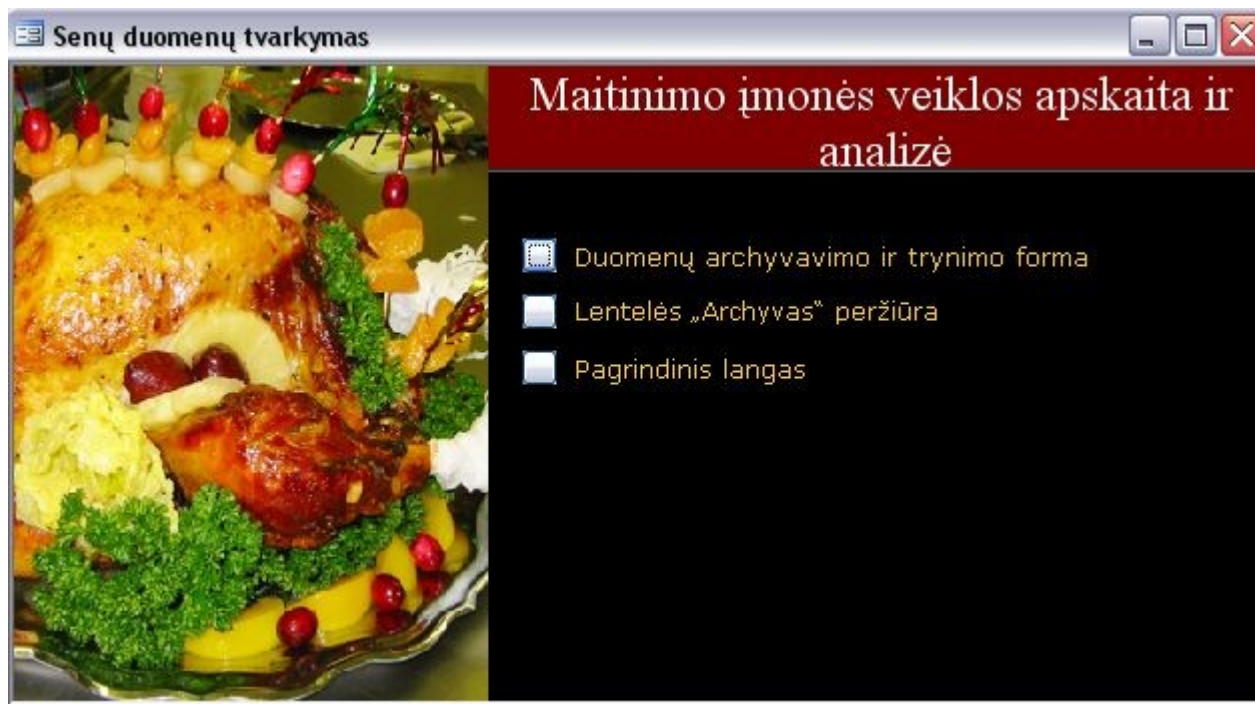 Senų duomenų tvarkymas
Maitinimo įmonės veiklos apskaita ir
analizė
Duomenų archyvavimo ir trynimo forma
Lentelės „Archyvas“ peržiūra
Pagrindinis langas